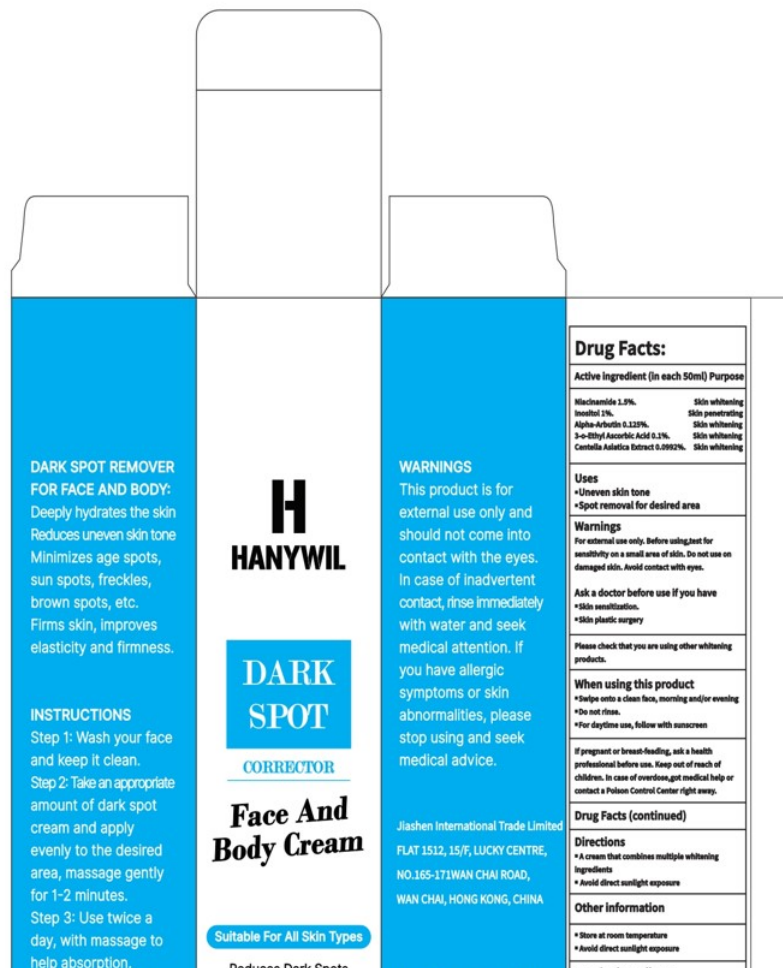 DARK SPOT REMOVER
FOR FACE AND BODY:
Deeply hydrates the skin
Reduces uneven skin tone
Minimizes age spots,
sun spots, freckles,
brown spots, etc.
Firms skin, improves
elasticity and firmness.
INSTRUCTIONS
Step 1: Wash your face
and keep it clean.
Step 2: Take an appropriate
amount of dark spot
cream and apply
evenly to the desired
area, massage gently
for 1-2 minutes.
Step 3: Use twice a
day, with massage to
help absorption.
H
HANYWIL
DARK
SPOT
CORRECTOR
Face And
Body Cream
Suitable For All Skin Types
Reduces Dark Spots
WARNINGS
This product is for
external use only and
should not come into
contact with the eyes.
In case of inadvertent
contact, rinse immediately
with water and seek
medical attention. If
you have allergic
symptoms or skin
abnormalities, please
stop using and seek
medical advice.
Jiashen International Trade Limited
FLAT 1512, 15/F, LUCKY CENTRE,
NO.165-171WAN CHAI ROAD,
WAN CHAI, HONG KONG, CHINA
Drug Facts:
Active ingredient (in each 50ml) Purpose
Niacinamide 1.5%. Skin whitening
Inositol 1%. Skin penetrating
Alpha-Arbutin 0.125%. Skin whitening
3-o-Ethyl Ascorbic Acid 0.1%. Skin whitening
Centella Asiatica Extract 0.0992%. Skin whitening
Uses
▪Uneven skin tone
▪Spot removal for desired area
Warnings
For external use only. Before using,test for
sensitivity on a small area of skin. Do not use on
damaged skin. Avoid contact with eyes.
Ask a doctor before use if you have
▪Skin sensitization.
▪Skin plastic surgery
Please check that you are using other whitening
products.
When using this product
▪Swipe onto a clean face, morning and/or evening
▪Do not rinse.
▪For daytime use, follow with sunscreen
If pregnant or breast-feading, ask a health
professional before use. Keep out of reach of
children. In case of overdose,got medical help or
contact a Poison Control Center right away.
Drug Facts (continued)
Directions
▪A cream that combines multiple whitening
ingredients
▪ Avoid direct sunlight exposure
Other information
▪Store at room temperature
▪Avoid direct sunlight exposure